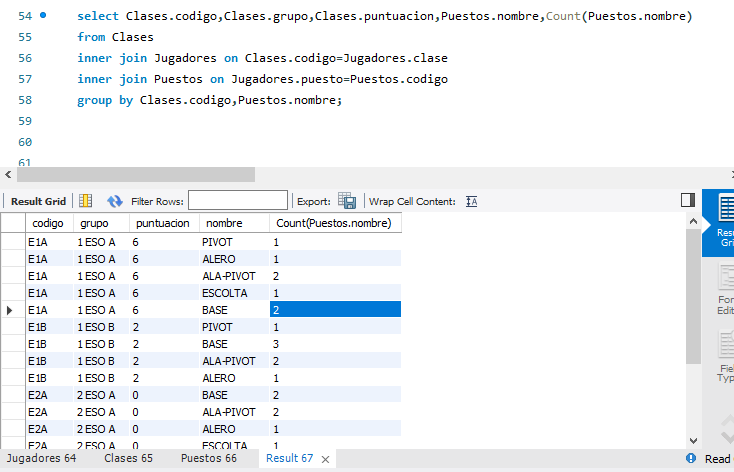 54 select Clases.codigo,Clases.grupo,Clases.puntuacion,Puestos.nombre,Count(Puestos.nombre)
55 from Clases
56 inner join Jugadores on Clases.codigo=Jugadores.clase
57 inner join Puestos on Jugadores.puesto=Puestos.codigo
58 group by Clases.codigo,Puestos.nombre;
59
60
61
Result Grid Filter Rows: Export: Wrap Cell Content:
codigo grupo puntuacion nombre Count(Puestos.nombre)
E1A 1 ESO A 6 PIVOT 1
E1A 1 ESO A 6 ALERO 1
E1A 1 ESO A 6 ALA-PIVOT 2
E1A 1 ESO A 6 ESCOLTA 1
E1A 1 ESO A 6 BASE 2
E1B 1 ESO B 2 PIVOT 1
E1B 1 ESO B 2 BASE 3
E1B 1 ESO B 2 ALA-PIVOT 2
E1B 1 ESO B 2 ALERO 1
E2A 2 ESO A 0 BASE 2
E2A 2 ESO A 0 ALA-PIVOT 2
E2A 2 ESO A 0 ALERO 1
E2A 2 ESO A 0 ESCOLTA 1
Jugadores 64 Clases 65 Puestos 66 Result 67 Read